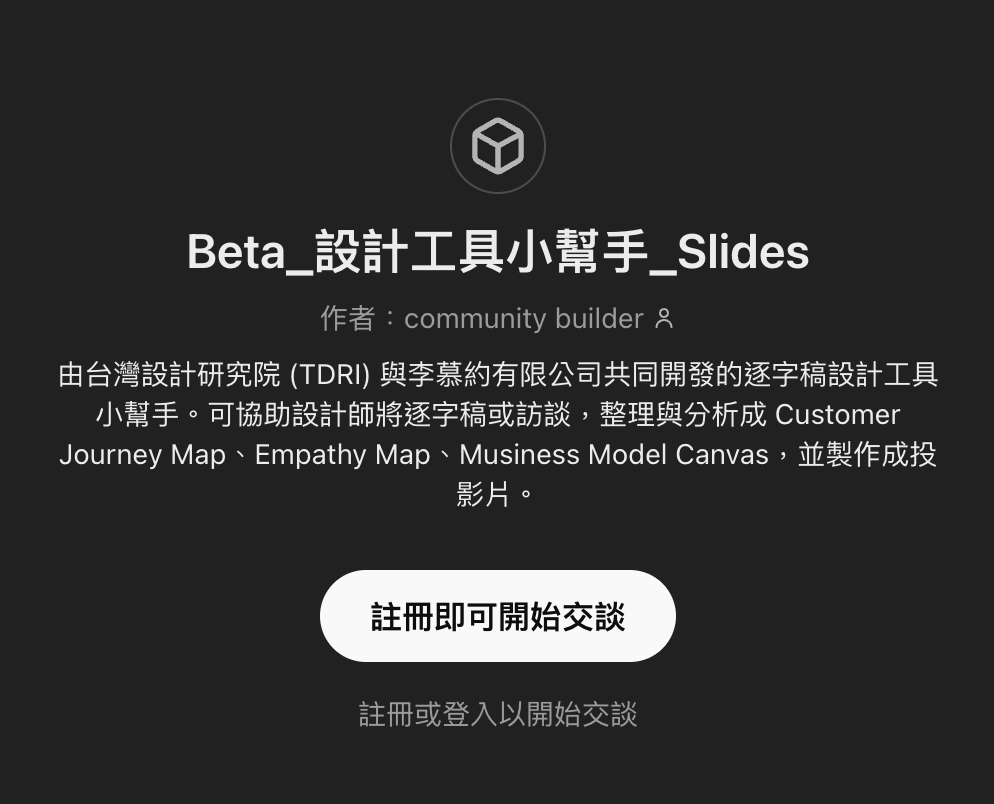 Beta_設計工具小幫手_Slides
作者：community builder
由台灣設計研究院 (TDRI) 與李慕約有限公司共同開發的逐字稿設計工具
小幫手。可協助設計師將逐字稿或訪談，整理與分析成 Customer
Journey Map、Empathy Map、Musiness Model Canvas，並製作成投
影片。
註冊即可開始交談
註冊或登入以開始交談